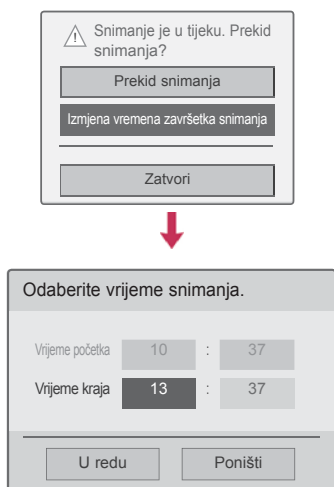 Snimanje je u tijeku. Prekid
snimanja?
Prekid snimanja
Izmjena vremena završetka snimanja
Zatvori
Odaberite vrijeme snimanja.
Vrijeme početka 10 : 37
Vrijeme kraja 13 : 37
U redu Poništi